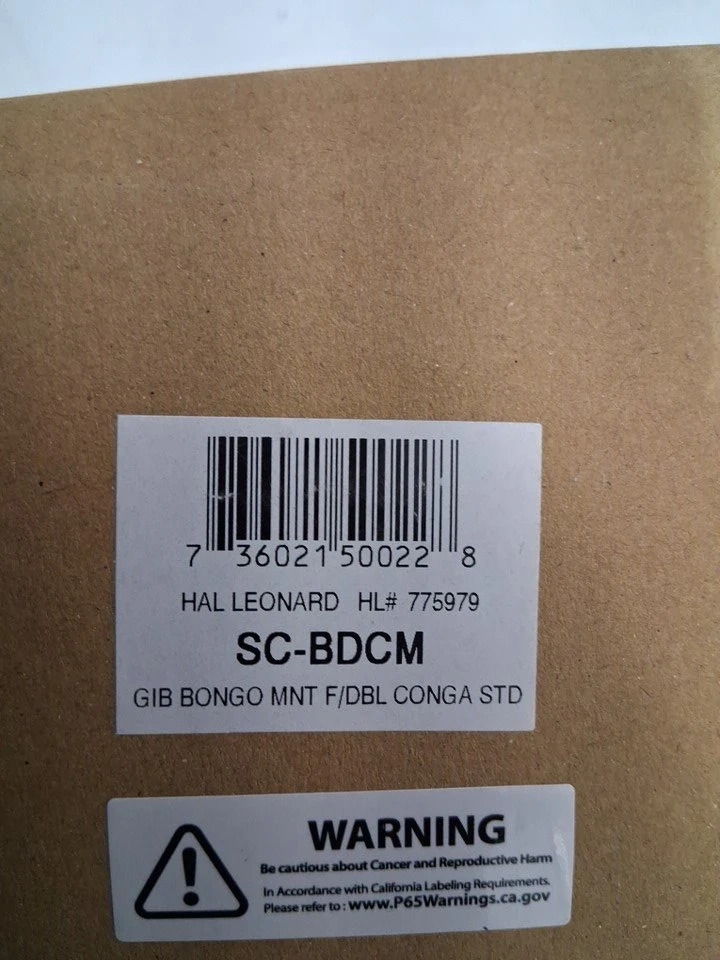 7 36021 50022 8
HAL LEONARD HL# 775979
SC-BDCM
GIB BONGO MNT F/DBL CONGA STD
WARNING
Be cautious about Cancer and Reproductive Harm
In Accordance with California Labeling Requirements.
Please refer to : www.P65Warnings.ca.gov